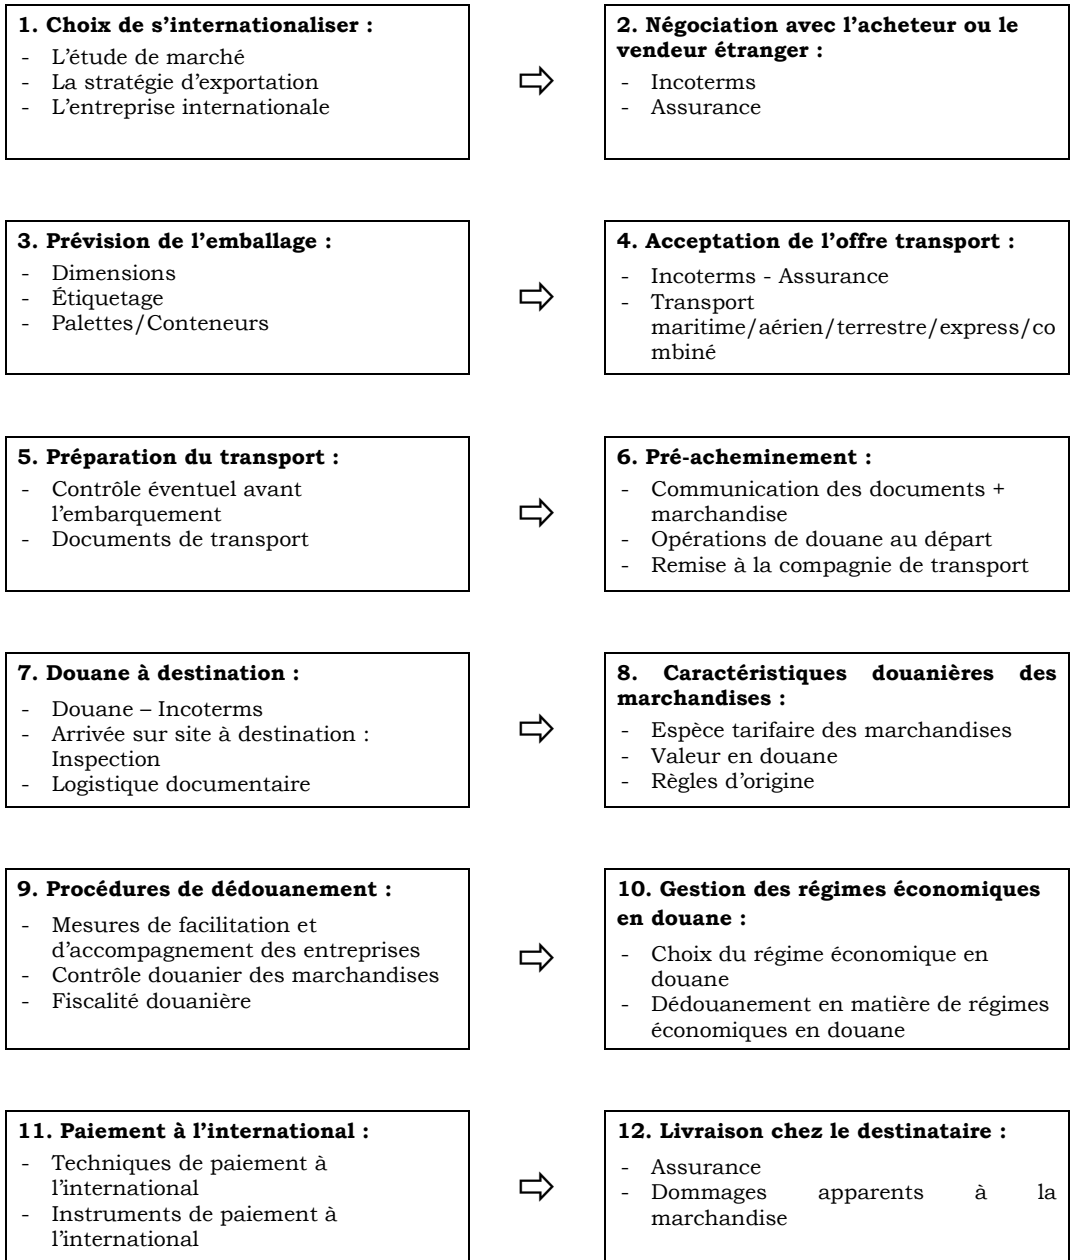 1. Choix de s’internationaliser :
- L’étude de marché
- La stratégie d’exportation
- L’entreprise internationale
2. Négociation avec l’acheteur ou le
vendeur étranger :
- Incoterms
- Assurance
3. Prévision de l’emballage :
- Dimensions
- Étiquetage
- Palettes/Conteneurs
4. Acceptation de l’offre transport :
- Incoterms - Assurance
- Transport
maritime/aérien/terrestre/express/co
mbiné
5. Préparation du transport :
- Contrôle éventuel avant
l’embarquement
- Documents de transport
6. Pré-acheminement :
- Communication des documents +
marchandise
- Opérations de douane au départ
- Remise à la compagnie de transport
7. Douane à destination :
- Douane – Incoterms
- Arrivée sur site à destination :
Inspection
- Logistique documentaire
8. Caractéristiques douanières des
marchandises :
- Espèce tarifaire des marchandises
- Valeur en douane
- Règles d’origine
9. Procédures de dédouanement :
- Mesures de facilitation et
d’accompagnement des entreprises
- Contrôle douanier des marchandises
- Fiscalité douanière
10. Gestion des régimes économiques
en douane :
- Choix du régime économique en
douane
- Dédouanement en matière de régimes
économiques en douane
11. Paiement à l’international :
- Techniques de paiement à
l’international
- Instruments de paiement à
l’international
12. Livraison chez le destinataire :
- Assurance
- Dommages apparents à la
marchandise